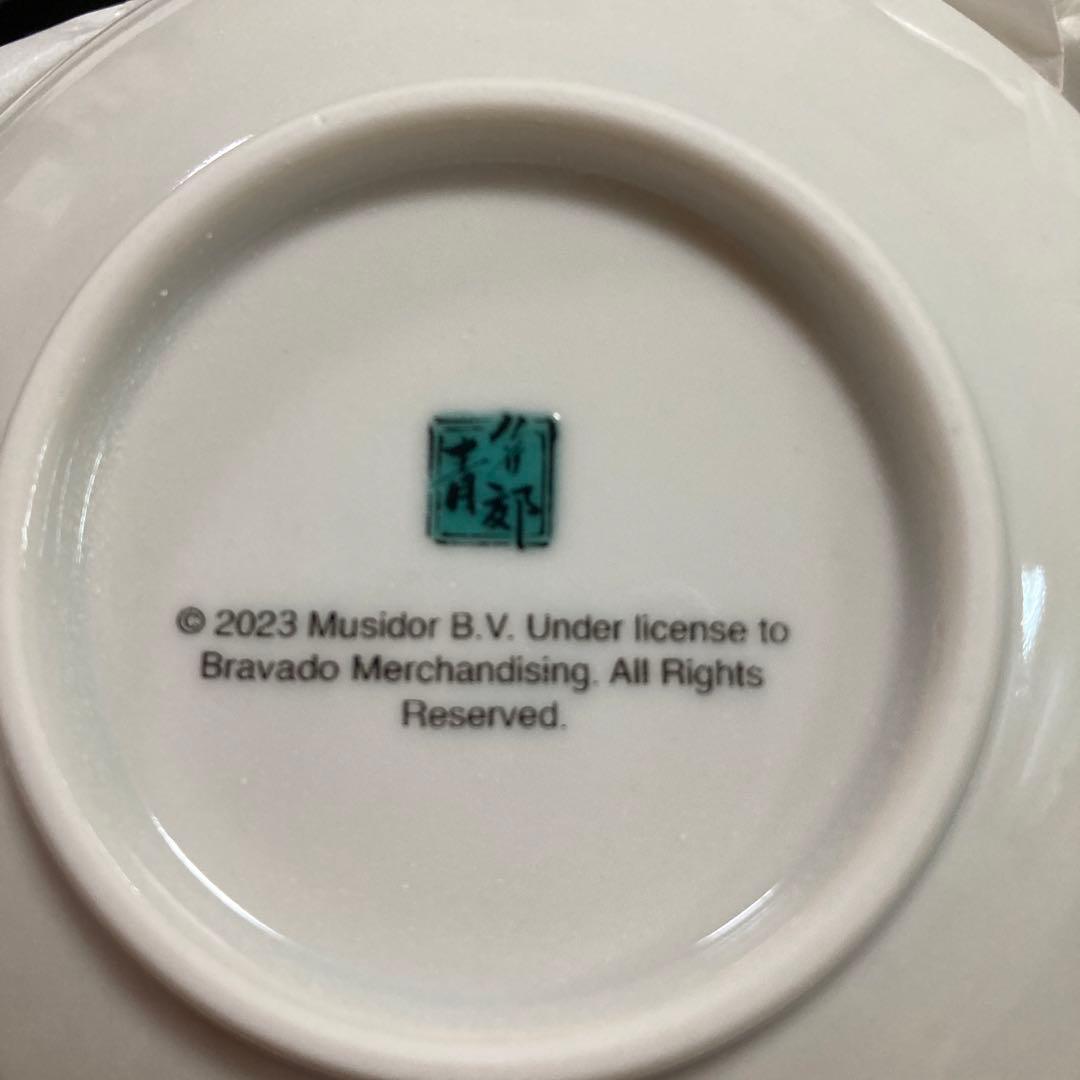 © 2023 Musidor B.V. Under license to
Bravado Merchandising. All Rights
Reserved.